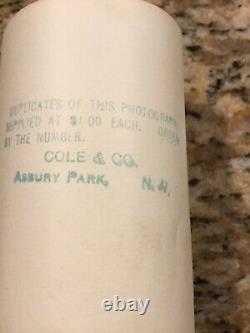 DUPLICATES OF THIS PHOTOGRAPH
SUPPLIED AT $1.00 EACH. ORDER
BY THE NUMBER.
COLE & CO.
ASBURY PARK, N. J.